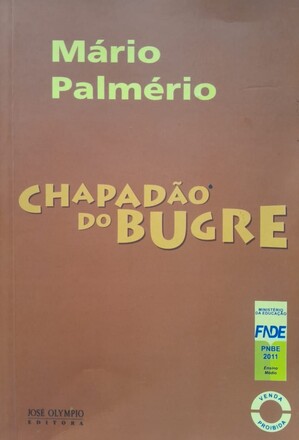 Mário
Palmério
CHAPADÃO
DO BUGRE
MINISTÉRIO
DA EDUCAÇÃO
FNDE
PNBE
2011
Ensino
Médio
VENDA
PROIBIDA
JOSÉ OLYMPIO
EDITORA